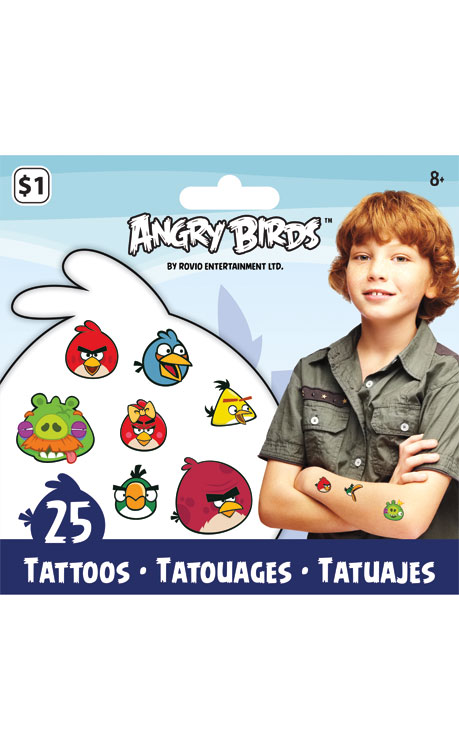 $1
8+
ANGRY BIRDS™
BY ROVIO ENTERTAINMENT LTD.
25
TATTOOS • TATOUAGES • TATUAJES